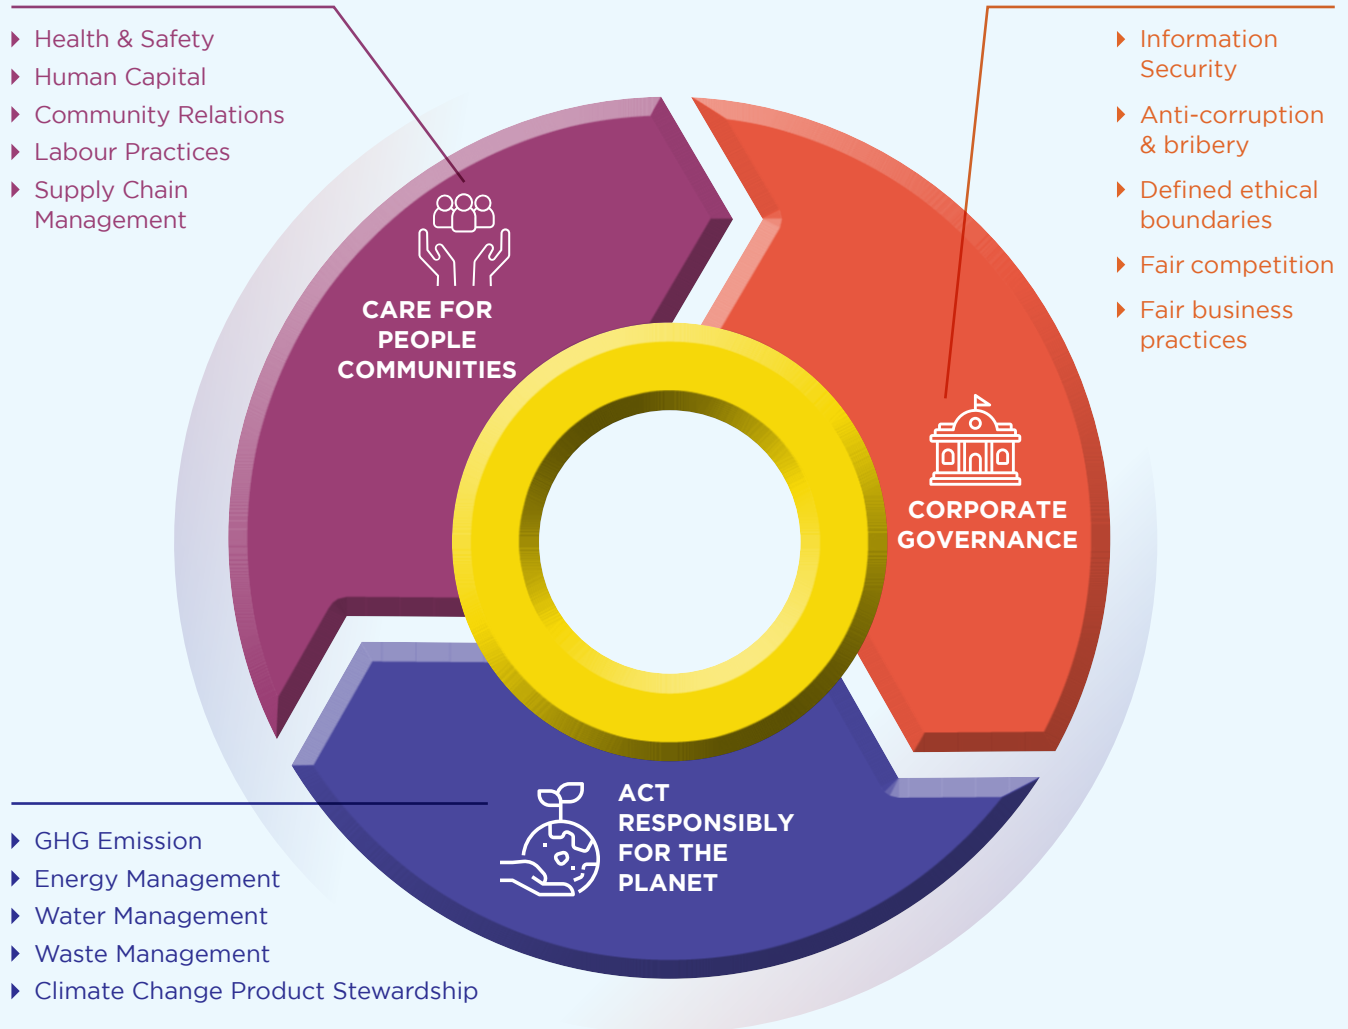 Health & Safety
Human Capital
Community Relations
Labour Practices
Supply Chain
Management
CARE FOR
PEOPLE
COMMUNITIES
Information
Security
Anti-corruption
& bribery
Defined ethical
boundaries
Fair competition
Fair business
practices
CORPORATE
GOVERNANCE
ACT
RESPONSIBLY
FOR THE
PLANET
GHG Emission
Energy Management
Water Management
Waste Management
Climate Change Product Stewardship